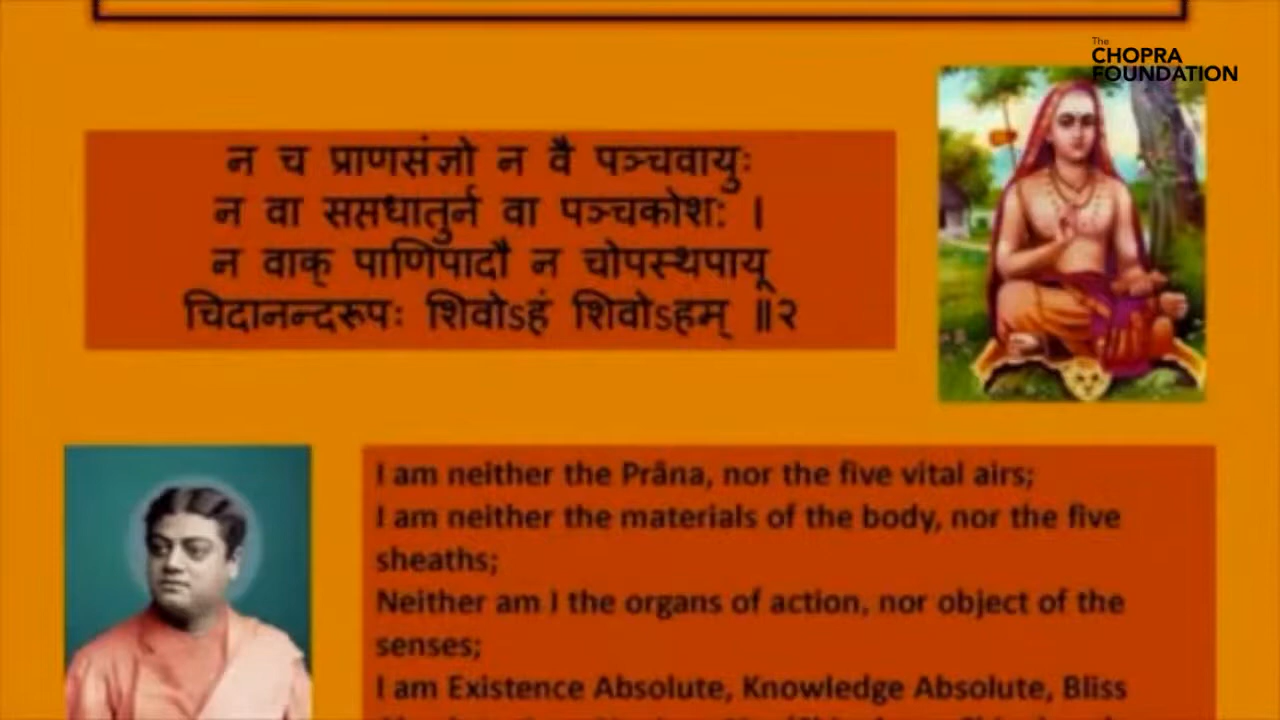 The
CHOPRA
FOUNDATION
न च प्राणसंज्ञो न वै पञ्चवायुः
न वा सप्तधातुर्न वा पञ्चकोशः ।
न वाक् पाणिपादौ न चोपस्थपायू
चिदानन्दरूपः शिवोऽहं शिवोऽहम् ॥२
I am neither the Prâna, nor the five vital airs;
I am neither the materials of the body, nor the five
sheaths;
Neither am I the organs of action, nor object of the
senses;
I am Existence Absolute, Knowledge Absolute, Bliss